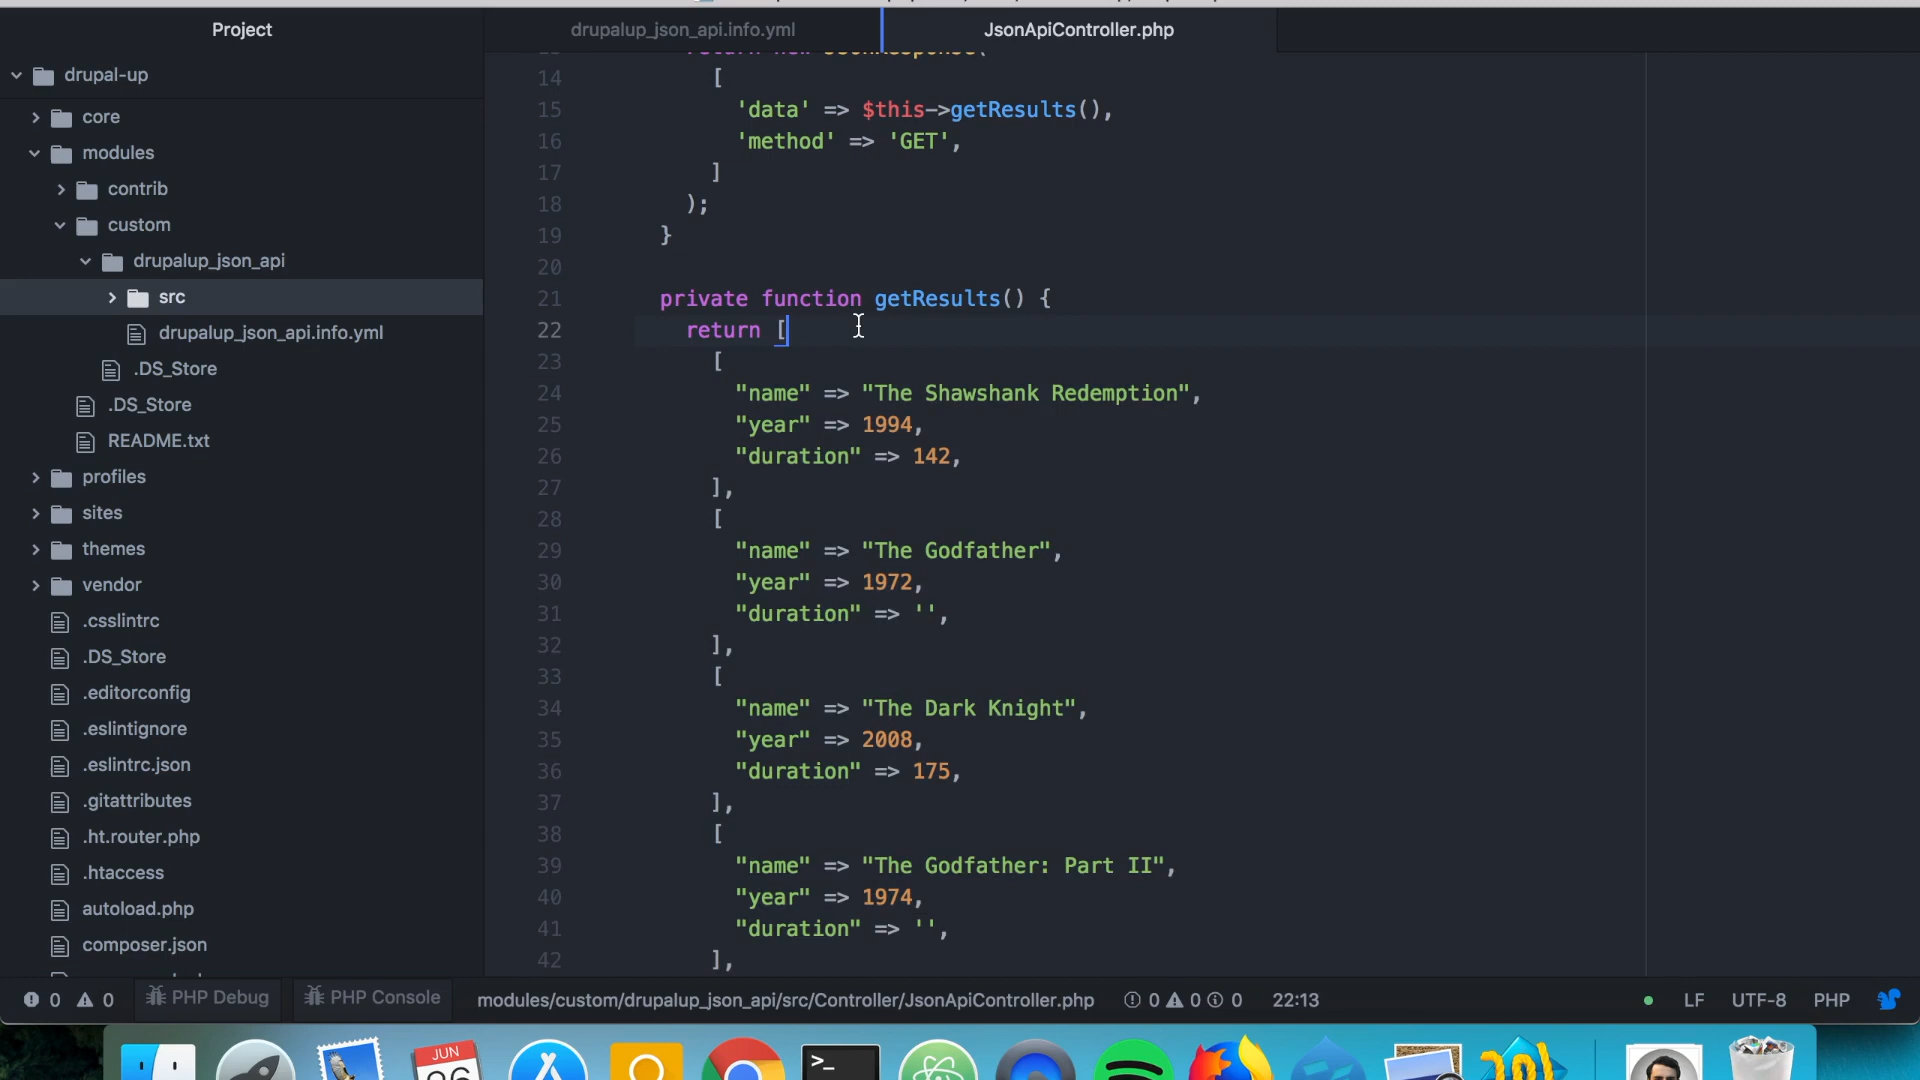 Project
drupal-up
core
modules
contrib
custom
drupalup_json_api
src
drupalup_json_api.info.yml
.DS_Store
.DS_Store
README.txt
profiles
sites
themes
vendor
.csslintrc
.DS_Store
.editorconfig
.eslintignore
.eslintrc.json
.gitattributes
.ht.router.php
.htaccess
autoload.php
composer.json
drupalup_json_api.info.yml
JsonApiController.php
14 [
15 'data' => $this->getResults(),
16 'method' => 'GET',
17 ]
18 );
19 }
20
21 private function getResults() {
22 return [
23 [
24 "name" => "The Shawshank Redemption",
25 "year" => 1994,
26 "duration" => 142,
27 ],
28 [
29 "name" => "The Godfather",
30 "year" => 1972,
31 "duration" => '',
32 ],
33 [
34 "name" => "The Dark Knight",
35 "year" => 2008,
36 "duration" => 175,
37 ],
38 [
39 "name" => "The Godfather: Part II",
40 "year" => 1974,
41 "duration" => '',
42 ],
0 0 PHP Debug PHP Console modules/custom/drupalup_json_api/src/Controller/JsonApiController.php 0 0 0 22:13 LF UTF-8 PHP
JUN
26
>_